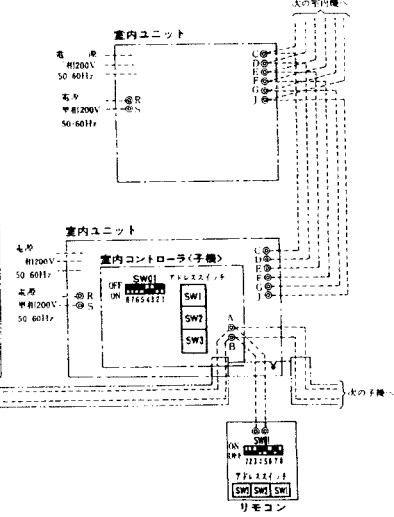 次の室内機へ
室内ユニット
電 源
相200V
50 60Hz
電源
単相200V
50·60Hz
R
S
C
D
E
F
G
J
室内ユニット
電源
相200V
50 60Hz
電源
単相200V
50 60Hz
R
S
C
D
E
F
G
J
室内コントローラ(子機)
SW01
アドレススイッチ
OFF
ON
87654321
SW1
SW2
SW3
A
B
次の子機へ
SW01
ON
OFF
12345678
アドレススイッチ
SW3 SW2 SW1
リモコン